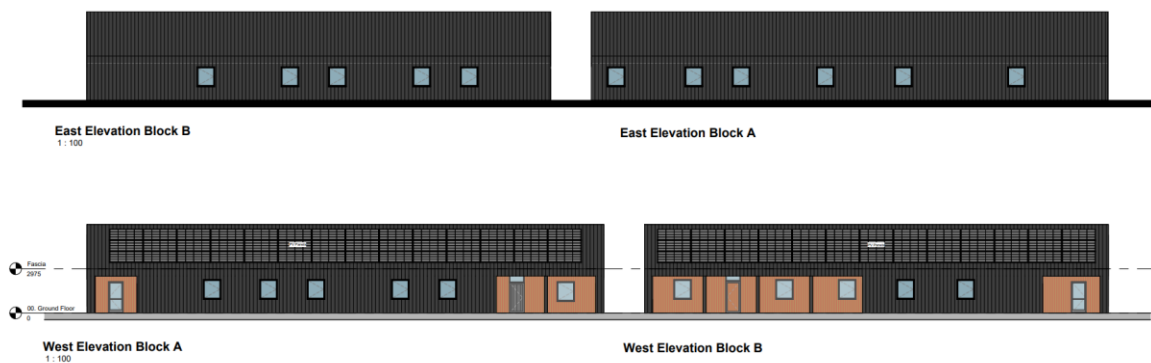 East Elevation Block B
1 : 100
East Elevation Block A
Fascia
2975
00. Ground Floor
0
West Elevation Block A
1 : 100
West Elevation Block B